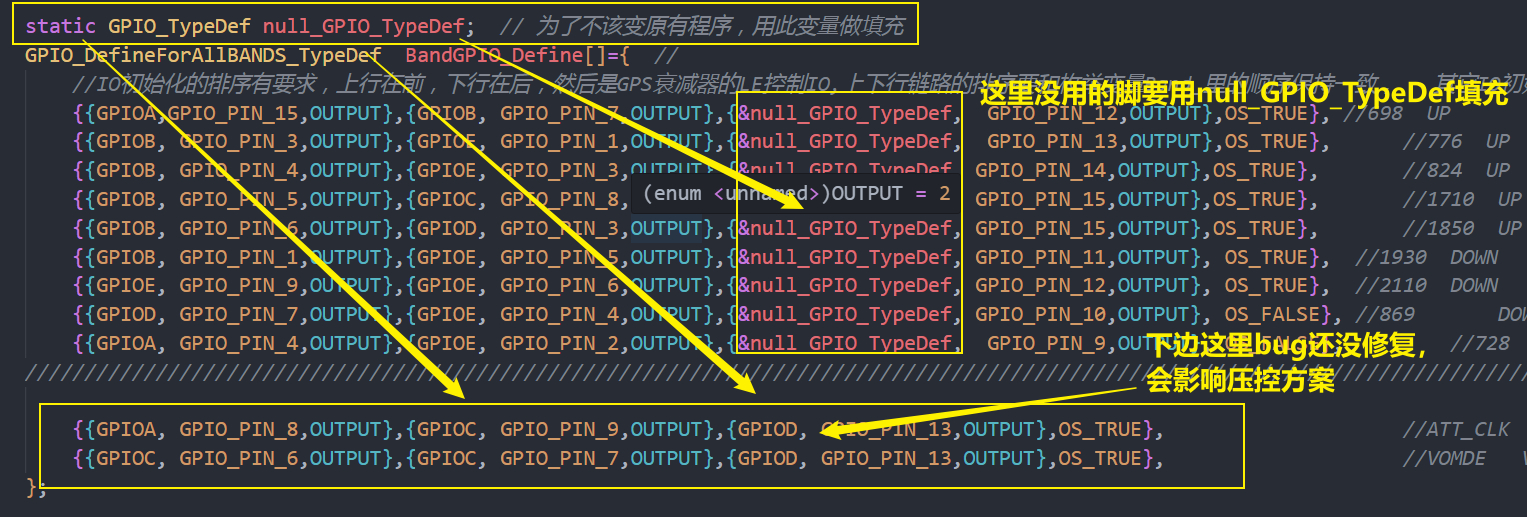 static GPIO_TypeDef null_GPIO_TypeDef;  // 为了不该变原有程序，用此变量做填充
GPIO_DefineForAllBANDS_TypeDef  BandGPIO_Define[]={  //
//IO初始化的排序有要求，上行在前，下行在后，然后是GPS衰减器的LE控制IO，上下行链路的排序要和枚举变量
这里没用的脚要用null_GPIO_TypeDef填充
{{GPIOA,GPIO_PIN_15,OUTPUT},{GPIOB, GPIO_PIN_7,OUTPUT},{&null_GPIO_TypeDef,  GPIO_PIN_12,OUTPUT},OS_TRUE}, //698  UP
{{GPIOB, GPIO_PIN_3,OUTPUT},{GPIOE, GPIO_PIN_1,OUTPUT},{&null_GPIO_TypeDef,  GPIO_PIN_13,OUTPUT},OS_TRUE},  //776  UP
{{GPIOB, GPIO_PIN_4,OUTPUT},{GPIOE, GPIO_PIN_3,OUTPUT},{&null_GPIO_TypeDef, GPIO_PIN_14,OUTPUT},OS_TRUE},  //824  UP
{{GPIOB, GPIO_PIN_5,OUTPUT},{GPIOC, GPIO_PIN_8, GPIO_PIN_15,OUTPUT},OS_TRUE},  //1710  UP
(enum <unnamed>)OUTPUT = 2
{{GPIOB, GPIO_PIN_6,OUTPUT},{GPIOD, GPIO_PIN_3,OUTPUT},{&null_GPIO_TypeDef, GPIO_PIN_15,OUTPUT},OS_TRUE},  //1850  UP
{{GPIOB, GPIO_PIN_1,OUTPUT},{GPIOE, GPIO_PIN_5,OUTPUT},{&null_GPIO_TypeDef, GPIO_PIN_11,OUTPUT}, OS_TRUE},  //1930  DOWN
{{GPIOE, GPIO_PIN_9,OUTPUT},{GPIOE, GPIO_PIN_6,OUTPUT},{&null_GPIO_TypeDef, GPIO_PIN_12,OUTPUT}, OS_TRUE},  //2110  DOWN
{{GPIOD, GPIO_PIN_7,OUTPUT},{GPIOE, GPIO_PIN_4,OUTPUT},{&null_GPIO_TypeDef, GPIO_PIN_10,OUTPUT}, OS_FALSE}, //869
{{GPIOA, GPIO_PIN_4,OUTPUT},{GPIOE, GPIO_PIN_2,OUTPUT},{&null_GPIO_TypeDef,  GPIO_PIN_9, //728
下边这里bug还没修复，
会影响压控方案
{{GPIOA, GPIO_PIN_8,OUTPUT},{GPIOC, GPIO_PIN_9,OUTPUT},{GPIOD, GPIO_PIN_13,OUTPUT},OS_TRUE},  //ATT_CLK
{{GPIOC, GPIO_PIN_6,OUTPUT},{GPIOC, GPIO_PIN_7,OUTPUT},{GPIOD, GPIO_PIN_13,OUTPUT},OS_TRUE},  //VOMDE
};